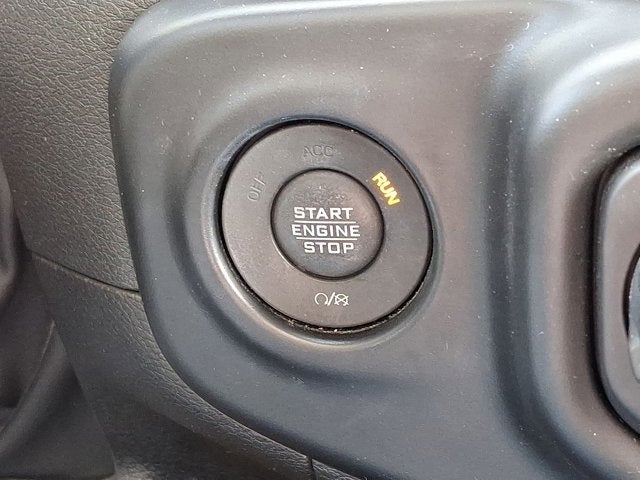 OFF
ACC
RUN
START
ENGINE
STOP